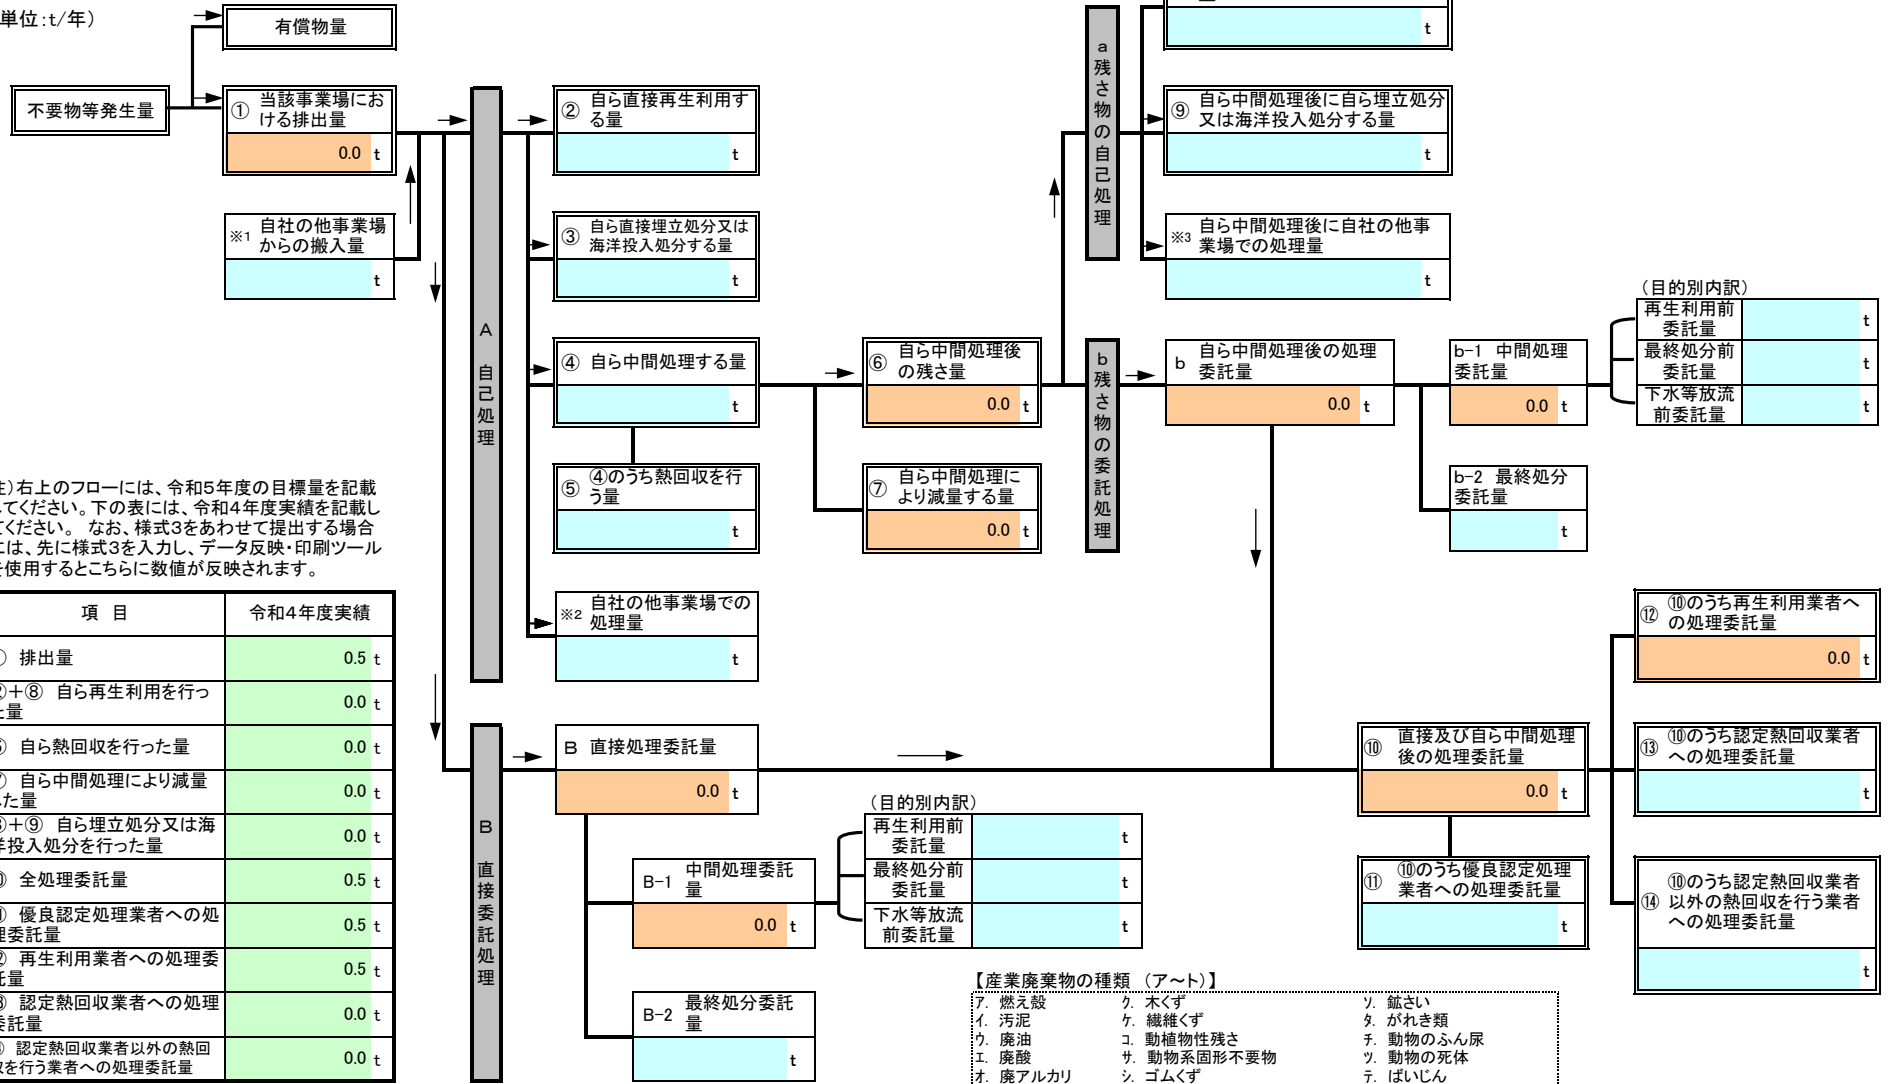 単位：t/年）
有償物量
不要物等発生量
① 当該事業場にお
ける排出量
0.0 t
※1 自社の他事業場
からの搬入量
t
A 自己処理
② 自ら直接再生利用す
る量
t
③ 自ら直接埋立処分又は
海洋投入処分する量
t
④ 自ら中間処理する量
t
⑤ ④のうち熱回収を行
う量
t
※2 自社の他事業場での
処理量
t
⑥ 自ら中間処理後
の残さ量
0.0 t
⑦ 自ら中間処理に
より減量する量
0.0 t
a 残さ物の自己処理
t
⑨ 自ら中間処理後に自ら埋立処分
又は海洋投入処分する量
t
※3 自ら中間処理後に自社の他事
業場での処理量
t
b 残さ物の委託処理
b 自ら中間処理後の処理
委託量
0.0 t
b-1 中間処理
委託量
0.0 t
b-2 最終処分
委託量
t
（目的別内訳）
再生利用前
委託量
t
最終処分前
委託量
t
下水等放流
前委託量
t
注）右上のフローには、令和5年度の目標量を記載
してください。下の表には、令和4年度実績を記載し
てください。 なお、様式3をあわせて提出する場合
には、先に様式3を入力し、データ反映・印刷ツール
を使用するとこちらに数値が反映されます。
項 目 令和4年度実績
排出量 0.5 t
②＋⑧ 自ら再生利用を行っ
た量 0.0 t
自ら熱回収を行った量 0.0 t
自ら中間処理により減量
した量 0.0 t
③＋⑨ 自ら埋立処分又は海
洋投入処分を行った量 0.0 t
全処理委託量 0.5 t
優良認定処理業者への処
理委託量 0.5 t
再生利用業者への処理委
託量 0.5 t
認定熱回収業者への処理
委託量 0.0 t
認定熱回収業者以外の熱回
収を行う業者への処理委託量 0.0 t
B 直接委託処理
B 直接処理委託量
0.0 t
B-1 中間処理委託
量
0.0 t
B-2 最終処分委託
量
t
（目的別内訳）
再生利用前
委託量
t
最終処分前
委託量
t
下水等放流
前委託量
t
⑩ 直接及び自ら中間処理
後の処理委託量
0.0 t
⑪ ⑩のうち優良認定処理
業者への処理委託量
t
⑫ ⑩のうち再生利用業者へ
の処理委託量
0.0 t
⑬ ⑩のうち認定熱回収業者
への処理委託量
t
⑭ ⑩のうち認定熱回収業者
以外の熱回収を行う業者
への処理委託量
t
【産業廃棄物の種類 （ア～ト）】
ア. 燃え殻 ク. 木くず ソ. 鉱さい
イ. 汚泥 ケ. 繊維くず タ. がれき類
ウ. 廃油 コ. 動植物性残さ チ. 動物のふん尿
エ. 廃酸 サ. 動物系固形不要物 ツ. 動物の死体
オ. 廃アルカリ シ. ゴムくず テ. ばいじん